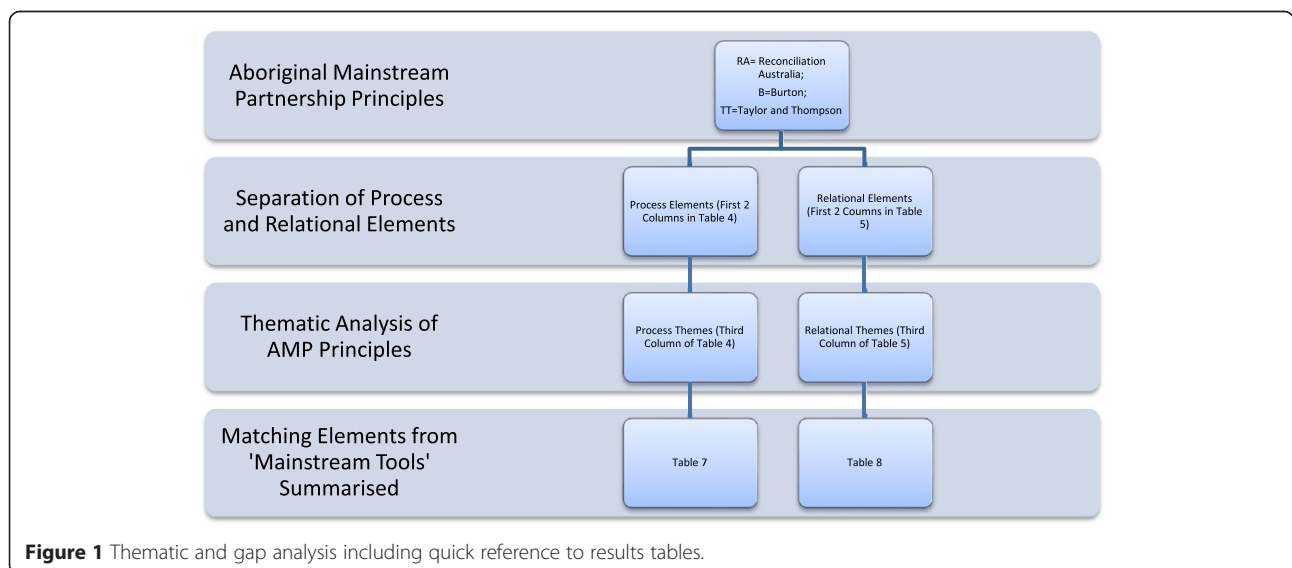 Aboriginal Mainstream
Partnership Principles
RA= Reconciliation
Australia;
B=Burton;
TT=Taylor and Thompson
Separation of Process
and Relational Elements
Process Elements (First 2
Columns in Table 4)
Relational Elements
(First 2 Coumns in Table
5)
Thematic Analysis of
AMP Principles
Process Themes (Third
Column of Table 4)
Relational Themes (Third
Column of Table 5)
Matching Elements from
'Mainstream Tools'
Summarised
Table 7
Table 8
Figure 1 Thematic and gap analysis including quick reference to results tables.